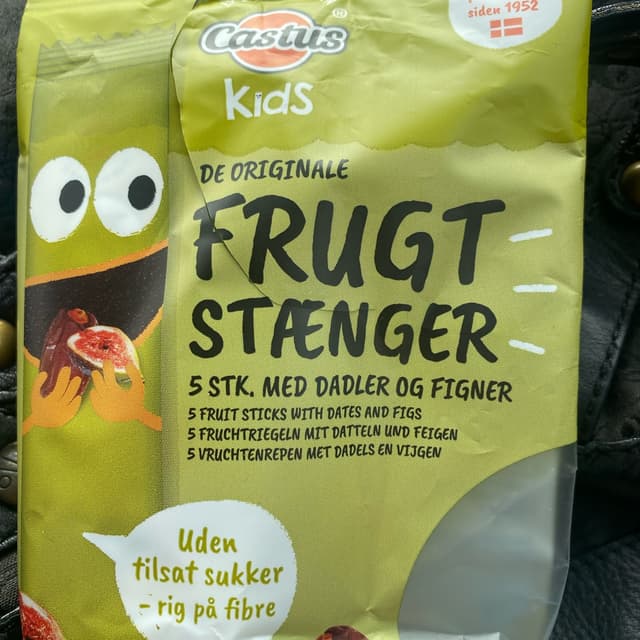 siden 1952
Castus®
Kids
DE ORIGINALE
FRUGT
STÆNGER
5 STK. MED DADLER OG FIGNER
5 FRUIT STICKS WITH DATES AND FIGS
5 FRUCHTRIEGELN MIT DATTELN UND FEIGEN
5 VRUCHTENREPEN MET DADELS EN VIJGEN
Uden
tilsat sukker
- rig på fibre